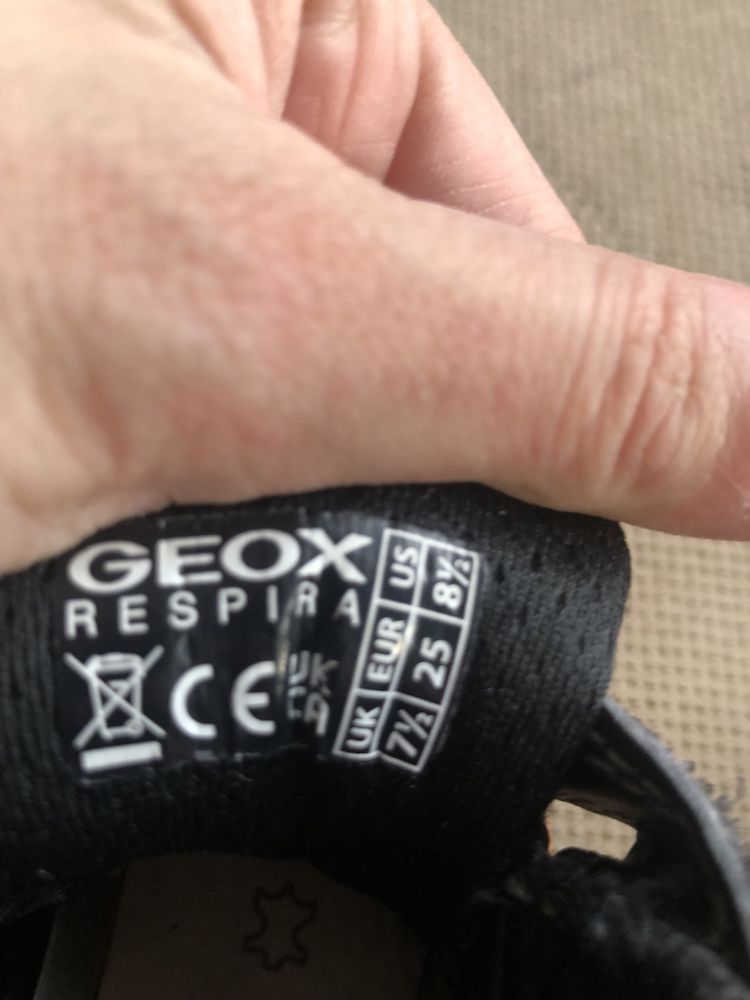 GEOX
RESPIRA
CE UK CA
US 8½
EUR 25
UK 7½